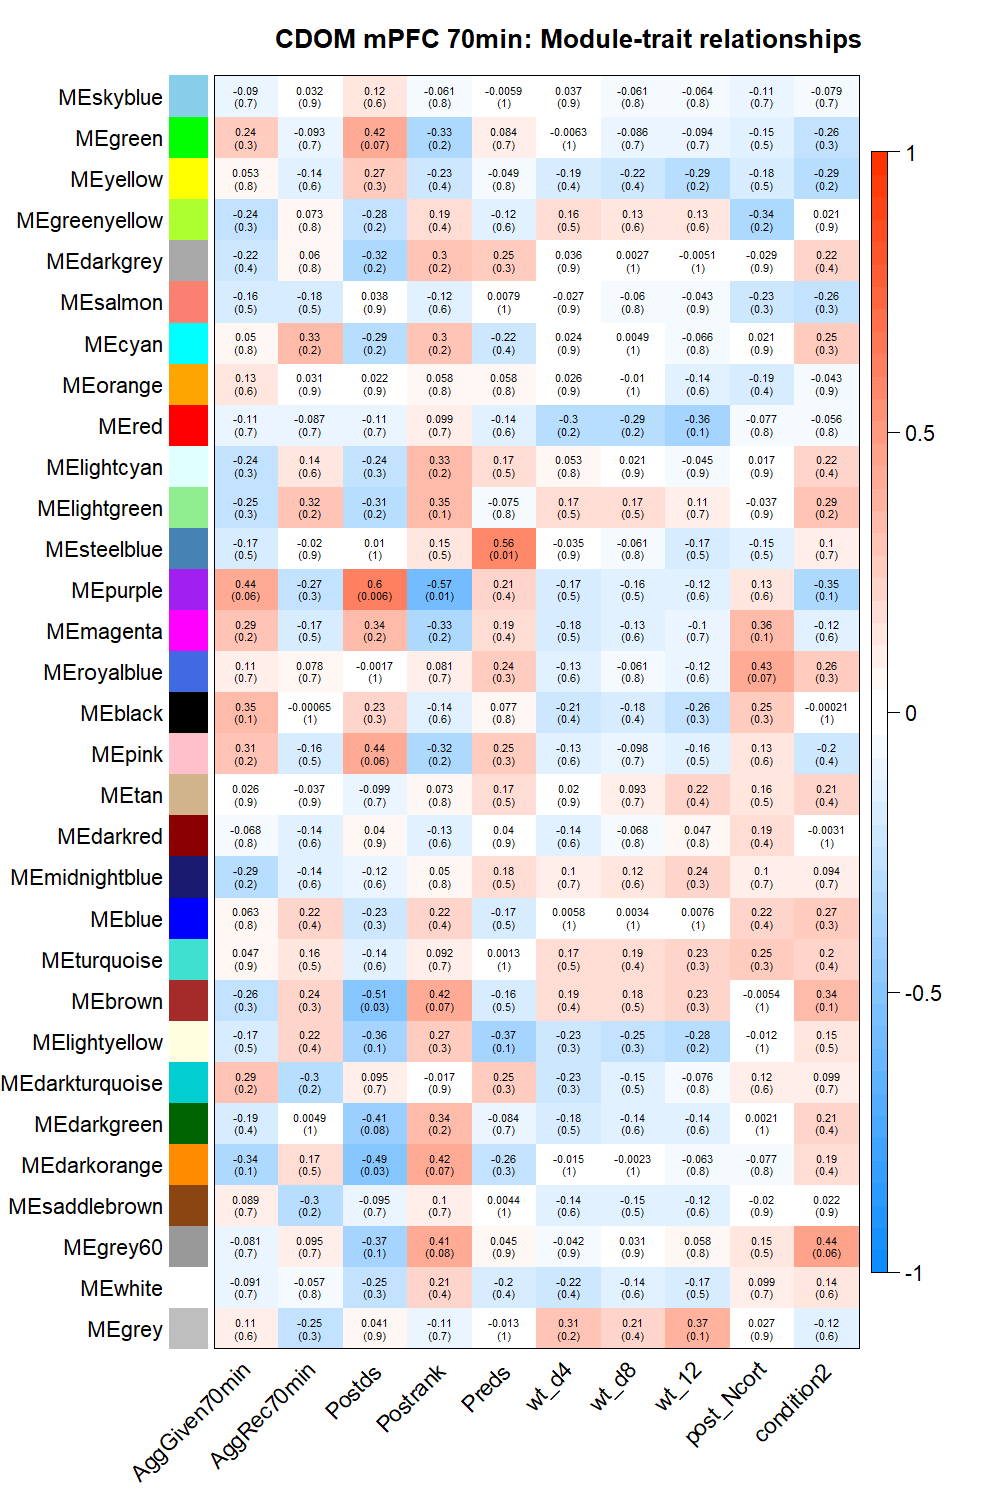 CDOM mPFC 70min: Module-trait relationships
MEskyblue -0.09 0.032 0.12 -0.061 -0.0059 0.037 -0.061 -0.064 -0.11 -0.079
(0.7) (0.9) (0.6) (0.8) (1) (0.9) (0.8) (0.8) (0.7) (0.7)
MEgreen 0.24 -0.093 0.42 -0.33 0.084 -0.0063 -0.086 -0.094 -0.15 -0.26
(0.3) (0.7) (0.07) (0.2) (0.7) (1) (0.7) (0.7) (0.5) (0.3)
MEyellow 0.053 -0.14 0.27 -0.23 -0.049 -0.19 -0.22 -0.29 -0.18 -0.29
(0.8) (0.6) (0.3) (0.4) (0.8) (0.4) (0.4) (0.2) (0.5) (0.2)
MEgreenyellow -0.24 0.073 -0.28 0.19 -0.12 0.16 0.13 0.13 -0.34 0.021
(0.3) (0.8) (0.2) (0.4) (0.6) (0.5) (0.6) (0.6) (0.2) (0.9)
MEdarkgrey -0.22 0.06 -0.32 0.3 0.25 0.036 0.0027 -0.0051 -0.029 0.22
(0.4) (0.8) (0.2) (0.2) (0.3) (0.9) (1) (1) (0.9) (0.4)
MEsalmon -0.16 -0.18 0.038 -0.12 0.0079 -0.027 -0.06 -0.043 -0.23 -0.26
(0.5) (0.5) (0.9) (0.6) (1) (0.9) (0.8) (0.9) (0.3) (0.3)
MEcyan 0.05 0.33 -0.29 0.3 -0.22 0.024 0.0049 -0.066 0.021 0.25
(0.8) (0.2) (0.2) (0.2) (0.4) (0.9) (1) (0.8) (0.9) (0.3)
MEorange 0.13 0.031 0.022 0.058 0.058 0.026 -0.01 -0.14 -0.19 -0.043
(0.6) (0.9) (0.9) (0.8) (0.8) (0.9) (1) (0.6) (0.4) (0.9)
MEred -0.11 -0.087 -0.11 0.099 -0.14 -0.3 -0.29 -0.36 -0.077 -0.056
(0.7) (0.7) (0.7) (0.7) (0.6) (0.2) (0.2) (0.1) (0.8) (0.8)
MElightcyan -0.24 0.14 -0.24 0.33 0.17 0.053 0.021 -0.045 0.017 0.22
(0.3) (0.6) (0.3) (0.2) (0.5) (0.8) (0.9) (0.9) (0.9) (0.4)
MElightgreen -0.25 0.32 -0.31 0.35 -0.075 0.17 0.17 0.11 -0.037 0.29
(0.3) (0.2) (0.2) (0.1) (0.8) (0.5) (0.5) (0.7) (0.9) (0.2)
MEsteelblue -0.17 -0.02 0.01 0.15 0.56 -0.035 -0.061 -0.17 -0.15 0.1
(0.5) (0.9) (1) (0.5) (0.01) (0.9) (0.8) (0.5) (0.5) (0.7)
MEpurple 0.44 -0.27 0.6 -0.57 0.21 -0.17 -0.16 -0.12 0.13 -0.35
(0.06) (0.3) (0.006) (0.01) (0.4) (0.5) (0.5) (0.6) (0.6) (0.1)
MEmagenta 0.29 -0.17 0.34 -0.33 0.19 -0.18 -0.13 -0.1 0.36 -0.12
(0.2) (0.5) (0.2) (0.2) (0.4) (0.5) (0.6) (0.7) (0.1) (0.6)
MEroyalblue 0.11 0.078 -0.0017 0.081 0.24 -0.13 -0.061 -0.12 0.43 0.26
(0.7) (0.7) (1) (0.7) (0.3) (0.6) (0.8) (0.6) (0.07) (0.3)
MEblack 0.35 -0.00065 0.23 -0.14 0.077 -0.21 -0.18 -0.26 0.25 -0.00021
(0.1) (1) (0.3) (0.6) (0.8) (0.4) (0.4) (0.3) (0.3) (1)
MEpink 0.31 -0.16 0.44 -0.32 0.25 -0.13 -0.098 -0.16 0.13 -0.2
(0.2) (0.5) (0.06) (0.2) (0.3) (0.6) (0.7) (0.5) (0.6) (0.4)
MEtan 0.026 -0.037 -0.099 0.073 0.17 0.02 0.093 0.22 0.16 0.21
(0.9) (0.9) (0.7) (0.8) (0.5) (0.9) (0.7) (0.4) (0.5) (0.4)
MEdarkred -0.068 -0.14 0.04 -0.13 0.04 -0.14 -0.068 0.047 0.19 -0.0031
(0.8) (0.6) (0.9) (0.6) (0.9) (0.6) (0.8) (0.8) (0.4) (1)
MEmidnightblue -0.29 -0.14 -0.12 0.05 0.18 0.1 0.12 0.24 0.1 0.094
(0.2) (0.6) (0.6) (0.8) (0.5) (0.7) (0.6) (0.3) (0.7) (0.7)
MEblue 0.063 0.22 -0.23 0.22 -0.17 0.0058 0.0034 0.0076 0.22 0.27
(0.8) (0.4) (0.3) (0.4) (0.5) (1) (1) (1) (0.4) (0.3)
MEturquoise 0.047 0.16 -0.14 0.092 0.0013 0.17 0.19 0.23 0.25 0.2
(0.9) (0.5) (0.6) (0.7) (1) (0.5) (0.4) (0.3) (0.3) (0.4)
MEbrown -0.26 0.24 -0.51 0.42 -0.16 0.19 0.18 0.23 -0.0054 0.34
(0.3) (0.3) (0.03) (0.07) (0.5) (0.4) (0.5) (0.3) (1) (0.1)
MElightyellow -0.17 0.22 -0.36 0.27 -0.37 -0.23 -0.25 -0.28 -0.012 0.15
(0.5) (0.4) (0.1) (0.3) (0.1) (0.3) (0.3) (0.2) (1) (0.5)
MEdarkturquoise 0.29 -0.3 0.095 -0.017 0.25 -0.23 -0.15 -0.076 0.12 0.099
(0.2) (0.2) (0.7) (0.9) (0.3) (0.3) (0.5) (0.8) (0.6) (0.7)
MEdarkgreen -0.19 0.0049 -0.41 0.34 -0.084 -0.18 -0.14 -0.14 0.0021 0.21
(0.4) (1) (0.08) (0.2) (0.7) (0.5) (0.6) (0.6) (1) (0.4)
MEdarkorange -0.34 0.17 -0.49 0.42 -0.26 -0.015 -0.0023 -0.063 -0.077 0.19
(0.1) (0.5) (0.03) (0.07) (0.3) (1) (1) (0.8) (0.8) (0.4)
MEsaddlebrown 0.089 -0.3 -0.095 0.1 0.0044 -0.14 -0.15 -0.12 -0.02 0.022
(0.7) (0.2) (0.7) (0.7) (1) (0.6) (0.5) (0.6) (0.9) (0.9)
MEgrey60 -0.081 0.095 -0.37 0.41 0.045 -0.042 0.031 0.058 0.15 0.44
(0.7) (0.7) (0.1) (0.08) (0.9) (0.9) (0.9) (0.8) (0.5) (0.06)
MEwhite -0.091 -0.057 -0.25 0.21 -0.2 -0.22 -0.14 -0.17 0.099 0.14
(0.7) (0.8) (0.3) (0.4) (0.4) (0.4) (0.6) (0.5) (0.7) (0.6)
MEgrey 0.11 -0.25 0.041 -0.11 -0.013 0.31 0.21 0.37 0.027 -0.12
(0.6) (0.3) (0.9) (0.7) (1) (0.2) (0.4) (0.1) (0.9) (0.6)
AggGiven70min
AggRec70min
Postds
Postrank
Preds
wt_d4
wt_d8
wt_12
post_Ncort
condition2
1
0.5
0
-0.5
-1